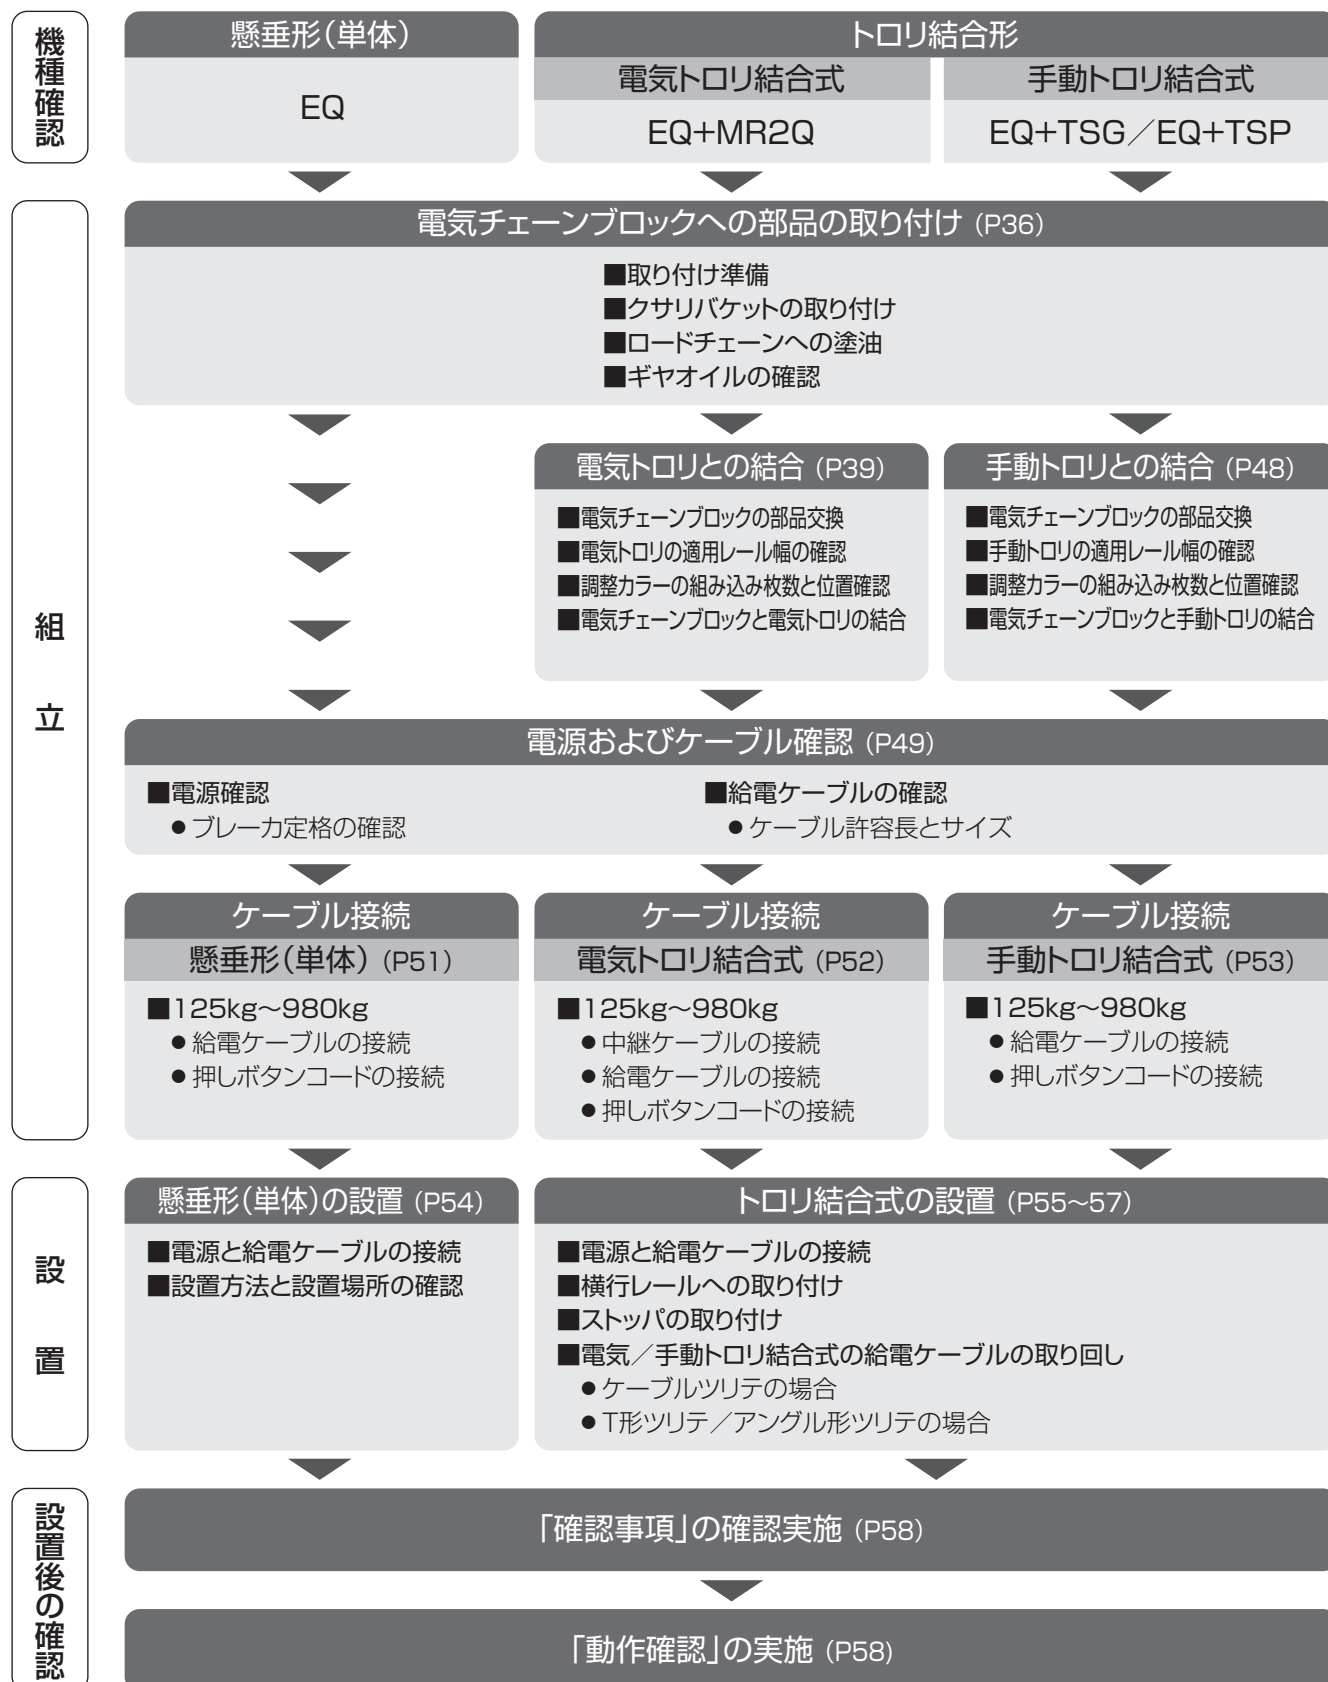 機種確認
懸垂形（単体）
EQ
トロリ結合形
電気トロリ結合式
手動トロリ結合式
EQ+MR2Q
EQ+TSG／EQ+TSP
組立
電気チェーンブロックへの部品の取り付け（P36）
■取り付け準備
■クサリバケットの取り付け
■ロードチェーンへの塗油
■ギヤオイルの確認
電気トロリとの結合（P39）
■電気チェーンブロックの部品交換
■電気トロリの適用レール幅の確認
■調整カラーの組み込み枚数と位置確認
■電気チェーンブロックと電気トロリの結合
手動トロリとの結合（P48）
■電気チェーンブロックの部品交換
■手動トロリの適用レール幅の確認
■調整カラーの組み込み枚数と位置確認
■電気チェーンブロックと手動トロリの結合
電源およびケーブル確認（P49）
■電源確認
●ブレーカ定格の確認
■給電ケーブルの確認
●ケーブル許容長とサイズ
ケーブル接続
懸垂形（単体）（P51）
■125kg～980kg
●給電ケーブルの接続
●押しボタンコードの接続
ケーブル接続
電気トロリ結合式（P52）
■125kg～980kg
●中継ケーブルの接続
●給電ケーブルの接続
●押しボタンコードの接続
ケーブル接続
手動トロリ結合式（P53）
■125kg～980kg
●給電ケーブルの接続
●押しボタンコードの接続
設置
懸垂形（単体）の設置（P54）
■電源と給電ケーブルの接続
■設置方法と設置場所の確認
トロリ結合式の設置（P55～57）
■電源と給電ケーブルの接続
■横行レールへの取り付け
■ストッパの取り付け
■電気／手動トロリ結合式の給電ケーブルの取り回し
●ケーブルツリテの場合
●T形ツリテ／アングル形ツリテの場合
設置後の確認
「確認事項」の確認実施（P58）
「動作確認」の実施（P58）